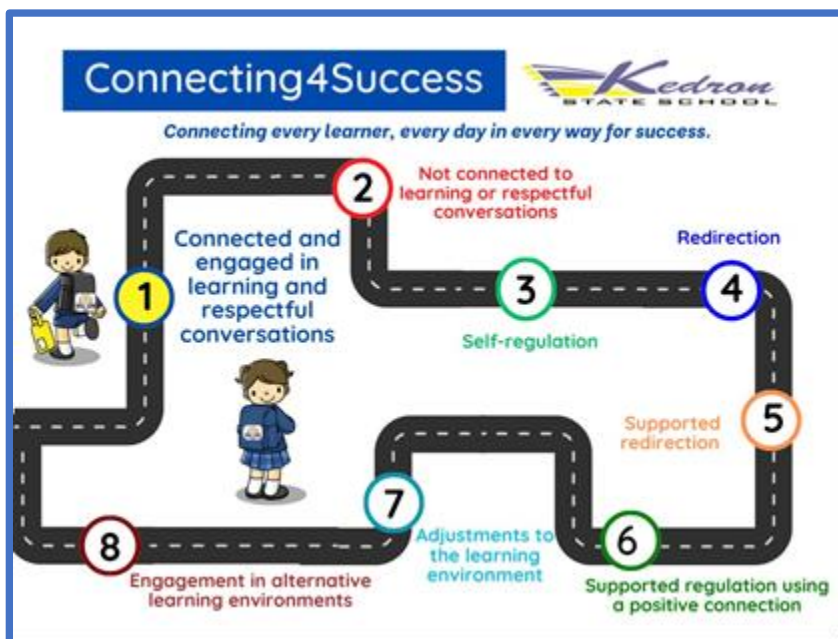 Connecting4Success
Kedron
STATE SCHOOL
Connecting every learner, every day in every way for success.
1
Connected and
engaged in
learning and
respectful
conversations
2
Not connected to
learning or respectful
conversations
3
Self-regulation
Redirection
4
Supported
redirection
5
6
Supported regulation using
a positive connection
7
Adjustments to
the learning
environment
8
Engagement in alternative
learning environments